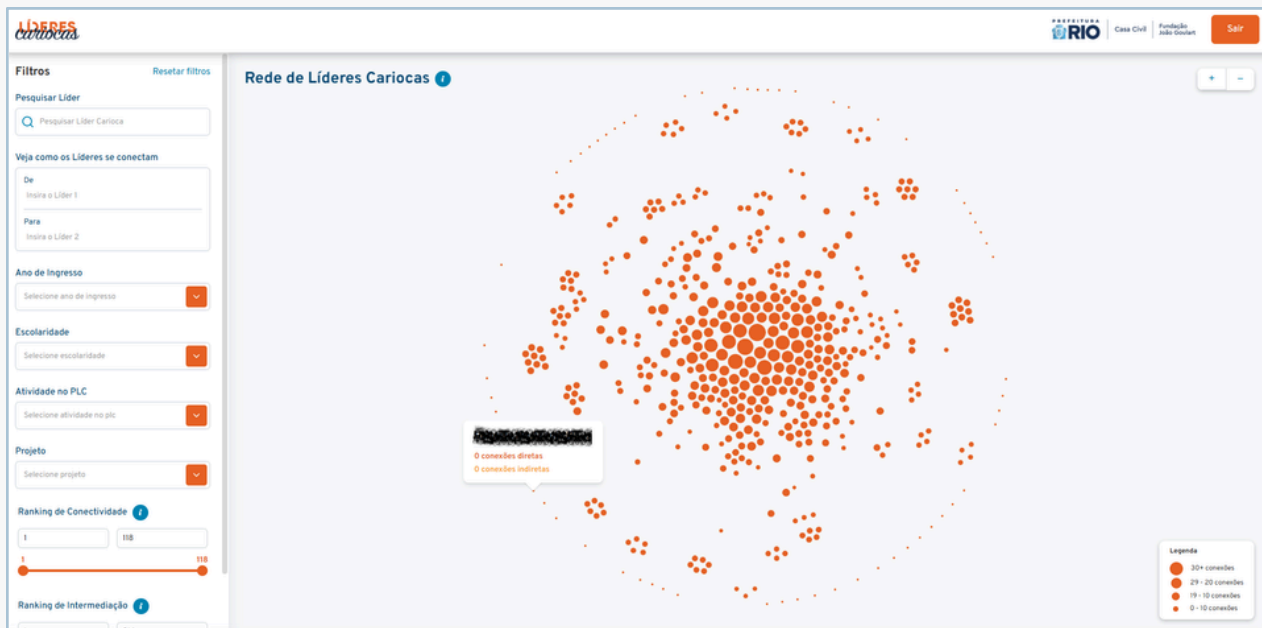 LÍDERES
cariocas
PREFEITURA
RIO
Casa Civil
Fundação
João Goulart
Sair
Filtros
Resetar filtros
Pesquisar Líder
Pesquisar Líder Carioca
Veja como os Líderes se conectam
De
Insira o Líder 1
Para
Insira o Líder 2
Ano de Ingresso
Selecione ano de ingresso
Escolaridade
Selecione escolaridade
Atividade no PLC
Selecione atividade no plc
Projeto
Selecione projeto
Ranking de Conectividade i
1
118
1
118
Ranking de Intermediação i
Rede de Líderes Cariocas i
+ -
0 conexões diretas
0 conexões indiretas
Legenda
30+ conexões
29 - 20 conexões
19 - 10 conexões
0 - 10 conexões